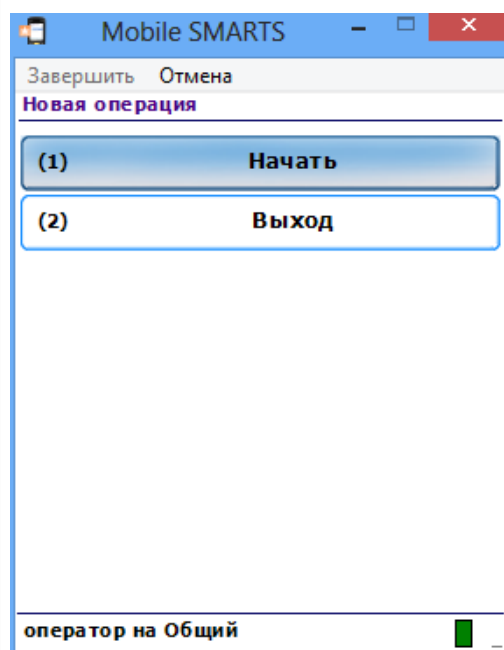 Mobile SMARTS
Завершить Отмена
Новая операция
(1) Начать
(2) Выход
оператор на Общий